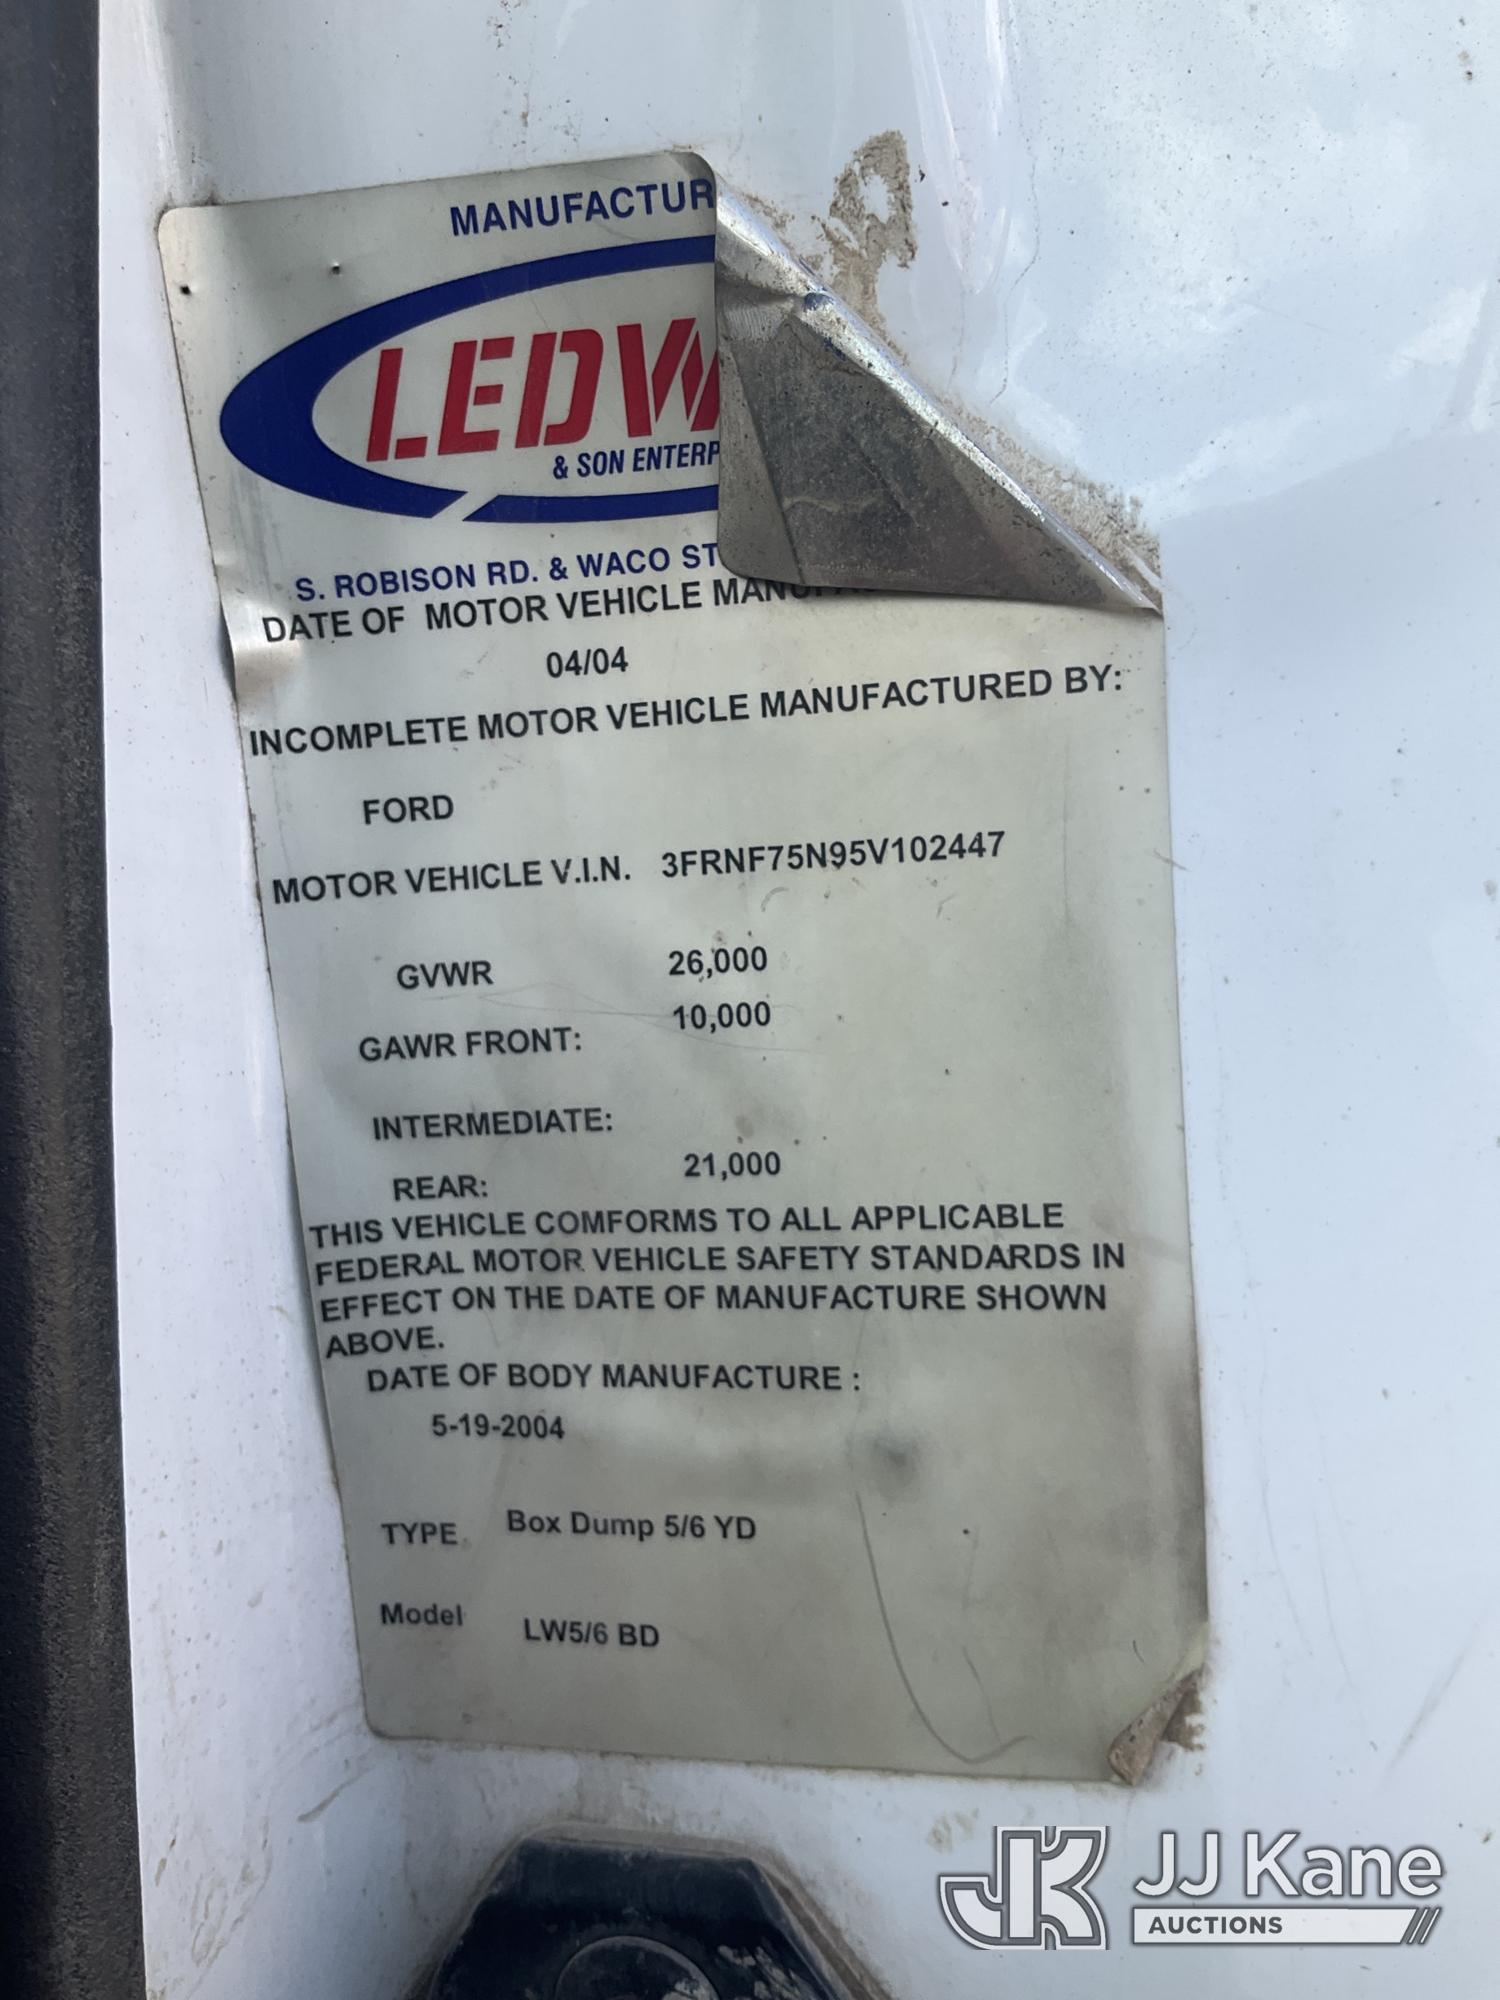 MANUFACTUR
LEDW
& SON ENTERP
S. ROBISON RD. & WACO ST
DATE OF MOTOR VEHICLE
04/04
INCOMPLETE MOTOR VEHICLE MANUFACTURED BY:
FORD
MOTOR VEHICLE V.I.N. 3FRNF75N95V102447
GVWR 26,000
GAWR FRONT: 10,000
INTERMEDIATE:
REAR: 21,000
THIS VEHICLE COMFORMS TO ALL APPLICABLE
FEDERAL MOTOR VEHICLE SAFETY STANDARDS IN
EFFECT ON THE DATE OF MANUFACTURE SHOWN
ABOVE.
DATE OF BODY MANUFACTURE :
5-19-2004
TYPE Box Dump 5/6 YD
Model LW5/6 BD
JK JJ Kane
AUCTIONS